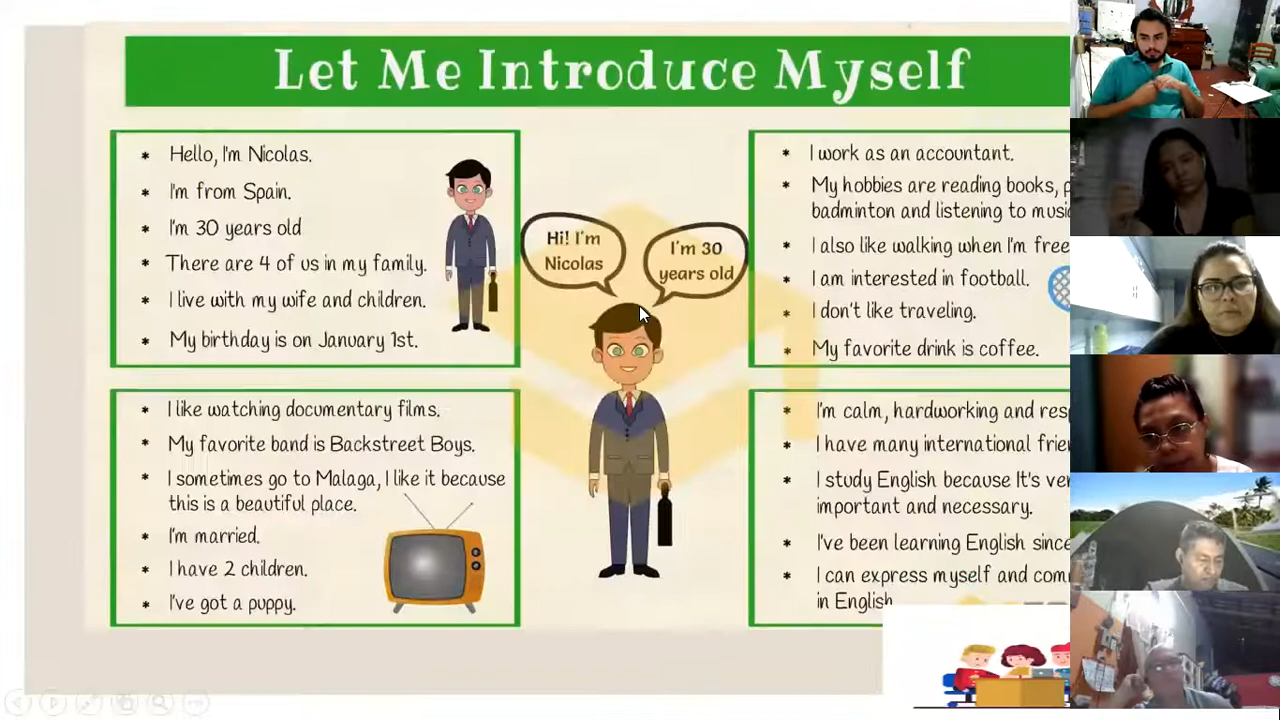 Let Me Introduce Myself
* Hello, I'm Nicolas.
* I'm from Spain.
* I'm 30 years old
* There are 4 of us in my family.
* I live with my wife and children.
* My birthday is on January 1st.
Hi! I'm
Nicolas
I'm 30
years old
* I work as an accountant.
* My hobbies are reading books,
badminton and listening to
* I also like walking when I'm free
* I am interested in football.
* I don't like traveling.
* My favorite drink is coffee.
* I like watching documentary films.
* My favorite band is Backstreet Boys.
* I sometimes go to Malaga, I like it because
this is a beautiful place.
* I'm married.
* I have 2 children.
* I've got a puppy.
* I'm calm, hardworking and
* I have many international
* I study English because It's
important and necessary.
* I've been learning English since
* I can express myself and
in English